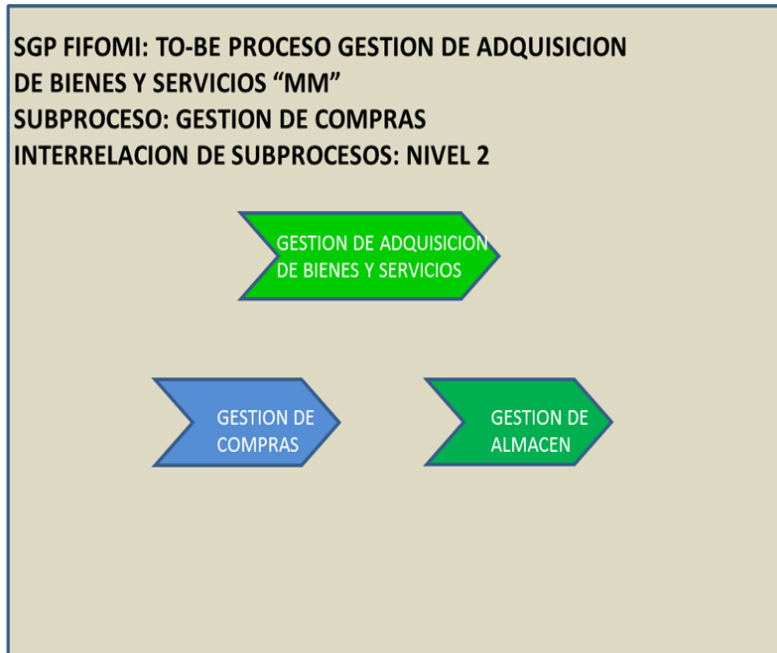 SGP FIFOMI: TO-BE PROCESO GESTION DE ADQUISICION
DE BIENES Y SERVICIOS “MM”
SUBPROCESO: GESTION DE COMPRAS
INTERRELACION DE SUBPROCESOS: NIVEL 2
GESTION DE ADQUISICION
DE BIENES Y SERVICIOS
GESTION DE
COMPRAS
GESTION DE
ALMACEN